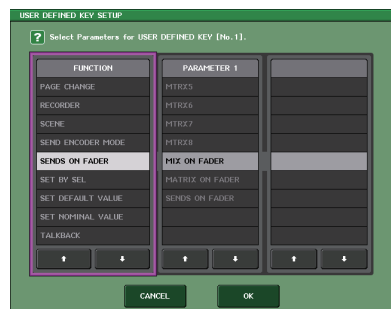 USER DEFINED KEY SETUP
? Select Parameters for USER DEFINED KEY [No.1].
FUNCTION
PAGE CHANGE
RECORDER
SCENE
SEND ENCODER MODE
SENDS ON FADER
SET BY SEL
SET DEFAULT VALUE
SET NOMINAL VALUE
TALKBACK
PARAMETER 1
MTRX5
MTRX6
MTRX7
MTRX8
MIX ON FADER
MATRIX ON FADER
SENDS ON FADER
CANCEL
OK